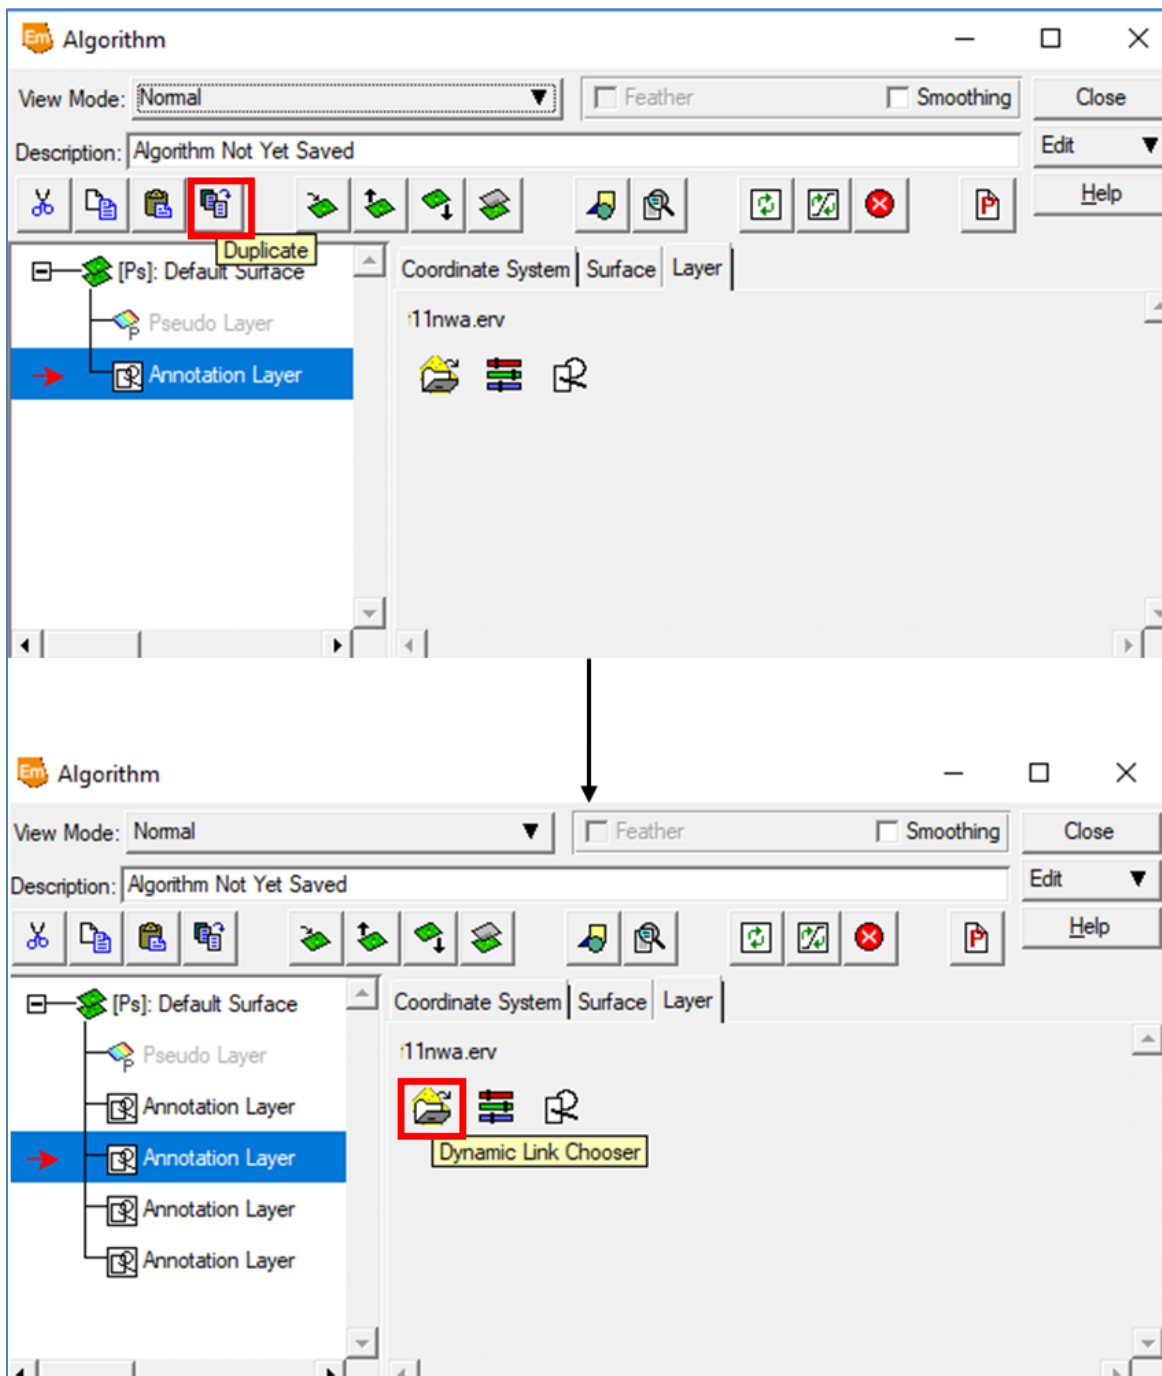 Em Algorithm
View Mode: Normal Feather Smoothing Close
Description: Algorithm Not Yet Saved Edit
Help
Duplicate
[Ps]: Default Surface Coordinate System Surface Layer
11nwa.erv
Pseudo Layer
Annotation Layer
Em Algorithm
View Mode: Normal Feather Smoothing Close
Description: Algorithm Not Yet Saved Edit
Help
[Ps]: Default Surface Coordinate System Surface Layer
Pseudo Layer 11nwa.erv
Annotation Layer
Annotation Layer Dynamic Link Chooser
Annotation Layer
Annotation Layer